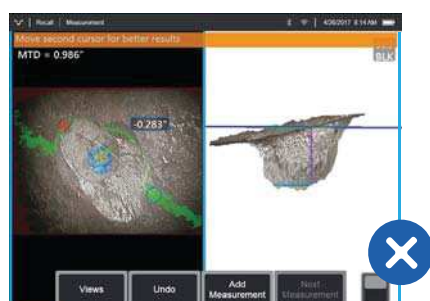 Recall | Measurement
4/26/2017 8:14 AM
Move second cursor for better results
MTD = 0.986"
BLK
-0.283"
Views
Undo
Add
Measurement
Next
Measurement